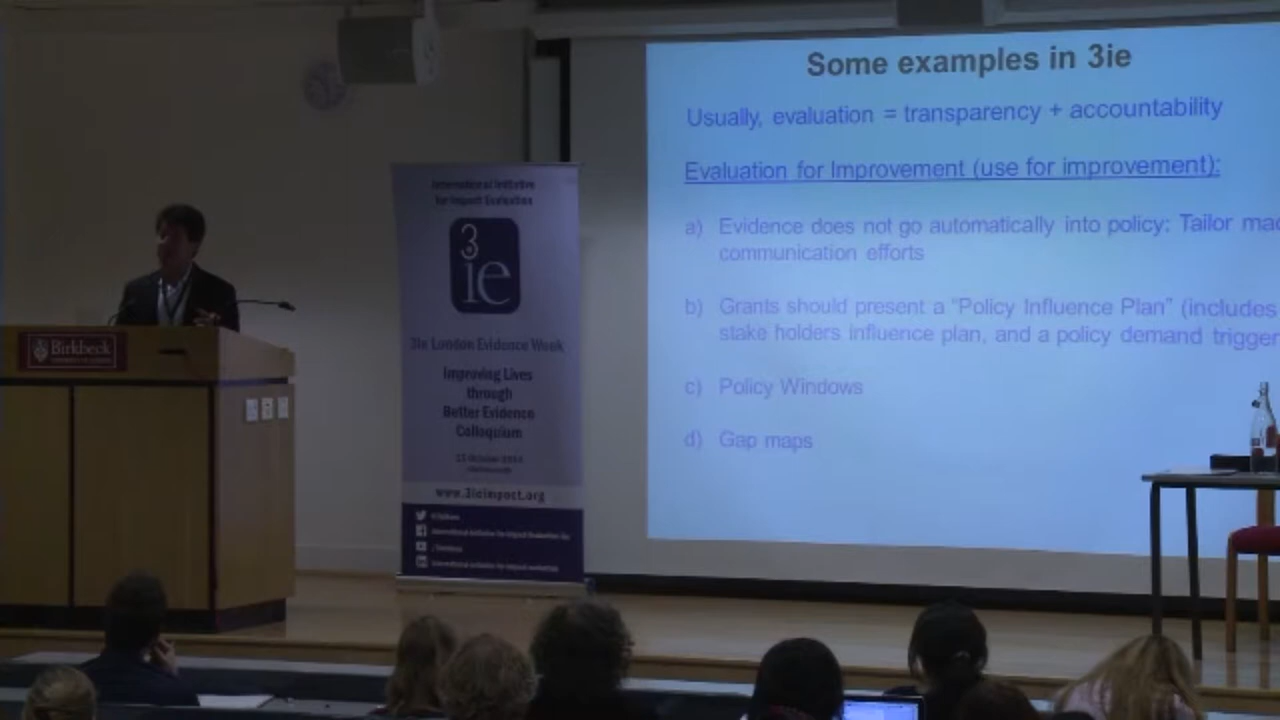 Some examples in 3ie
Usually, evaluation = transparency + accountability
Evaluation for Improvement (use for improvement):
a) Evidence does not go automatically into policy: Tailor mad
communication efforts
b) Grants should present a "Policy Influence Plan" (includes
stake holders influence plan, and a policy demand trigger
c) Policy Windows
d) Gap maps
International Initiative
for Impact Evaluation
3
ie
3ie London Evidence Week
Improving Lives
through
Better Evidence
Colloquium
www.3ieimpact.org
Birkbeck